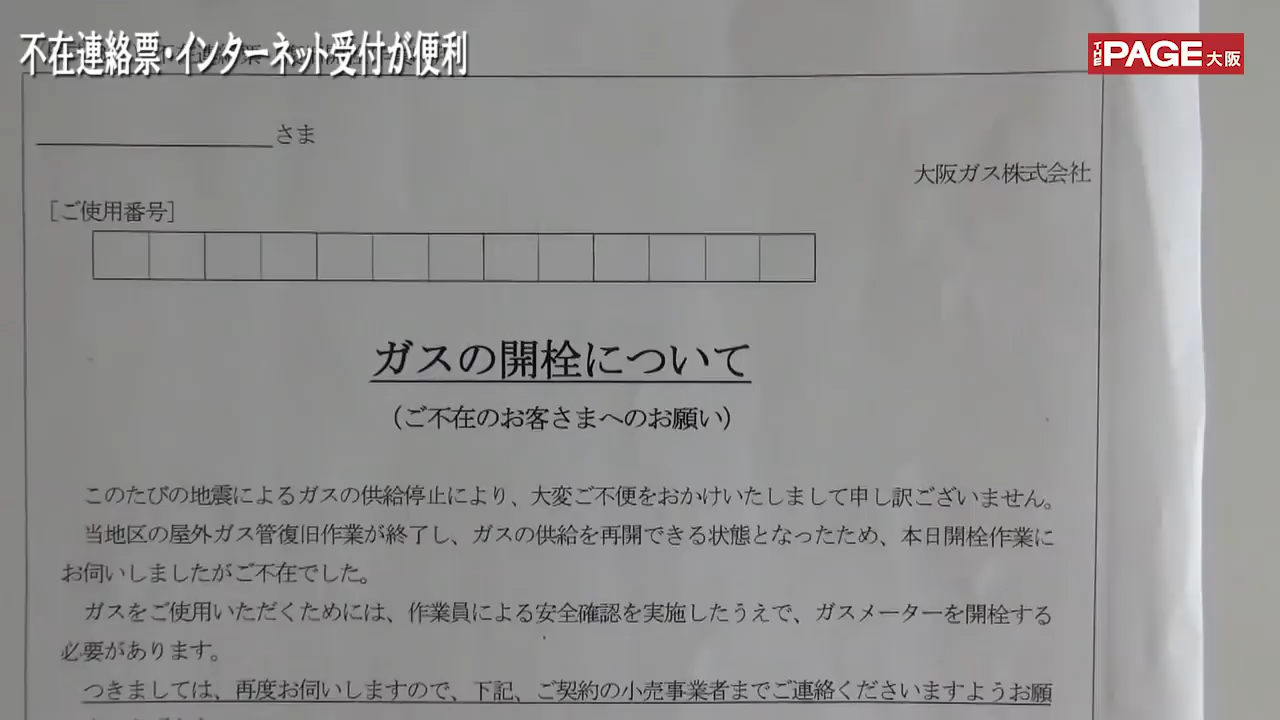 不在連絡票・インターネット受付が便利
THE PAGE 大阪
さま
大阪ガス株式会社
[ご使用番号]
ガスの開栓について
(ご不在のお客さまへのお願い)
このたびの地震によるガスの供給停止により、大変ご不便をおかけいたしまして申し訳ございません。
当地区の屋外ガス管復旧作業が終了し、ガスの供給を再開できる状態となったため、本日開栓作業に
お伺いしましたがご不在でした。
ガスをご使用いただくためには、作業員による安全確認を実施したうえで、ガスメーターを開栓する
必要があります。
つきましては、再度お伺いしますので、下記、ご契約の小売事業者までご連絡くださいますようお願